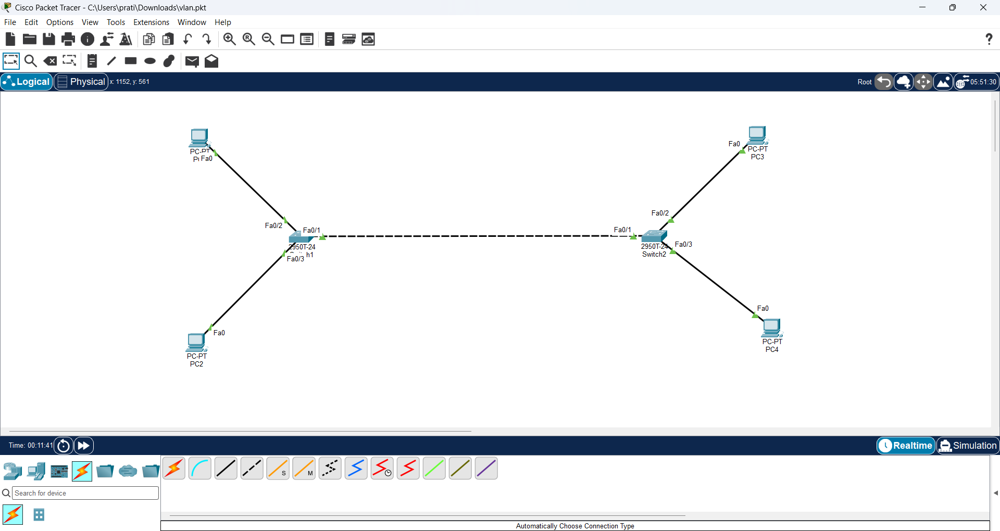 Cisco Packet Tracer - C:\Users\prati\Downloads\vlan.pkt
File Edit Options View Tools Extensions Window Help
Logical Physical x: 1152, y: 561 Root 05:51:30
PC-PT
Fa0
Fa0
PC-PT
PC3
Fa0/2
Fa0/1
2950T-24
h1
Fa0/3
Fa0/2
Fa0/1
2950T-24
Switch2
Fa0/3
Fa0
PC-PT
PC2
Fa0
PC-PT
PC4
Time: 00:11:41 Realtime Simulation
S
M
Search for device
Automatically Choose Connection Type